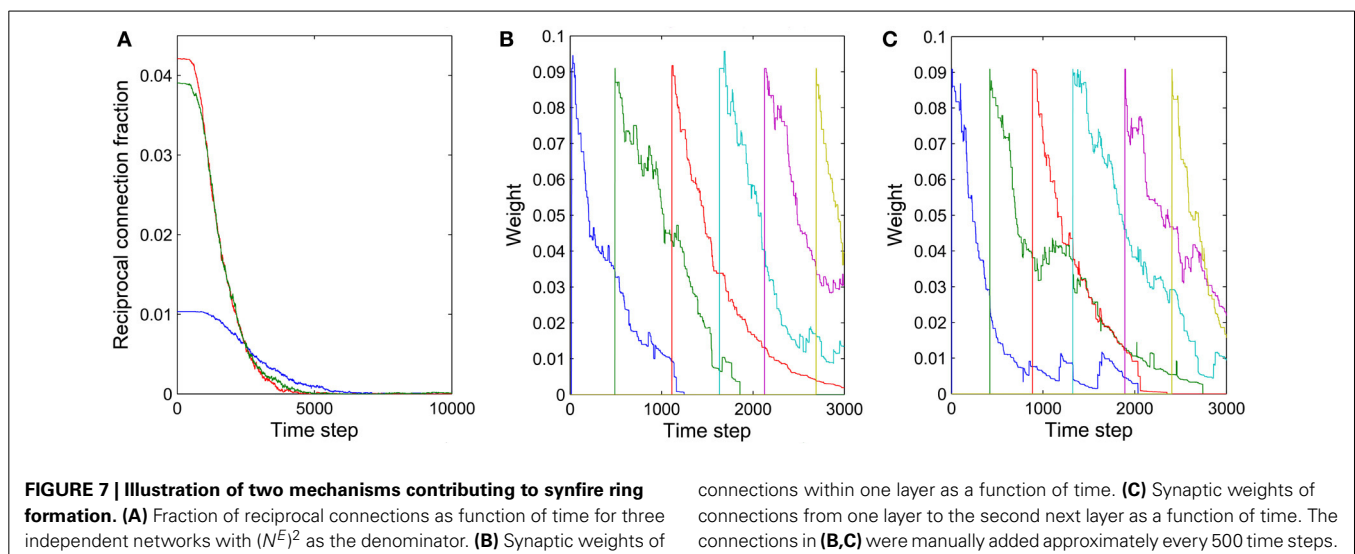 A
Reciprocal connection fraction
0.04
0.03
0.02
0.01
0
0
5000
10000
Time step
B
Weight
0.1
0.09
0.08
0.07
0.06
0.05
0.04
0.03
0.02
0.01
0
0
1000
2000
3000
Time step
C
Weight
0.1
0.09
0.08
0.07
0.06
0.05
0.04
0.03
0.02
0.01
0
0
1000
2000
3000
Time step
FIGURE 7 | Illustration of two mechanisms contributing to synfire ring
formation. (A) Fraction of reciprocal connections as function of time for three
independent networks with (N^E)^2 as the denominator. (B) Synaptic weights of
connections within one layer as a function of time. (C) Synaptic weights of
connections from one layer to the second next layer as a function of time. The
connections in (B,C) were manually added approximately every 500 time steps.